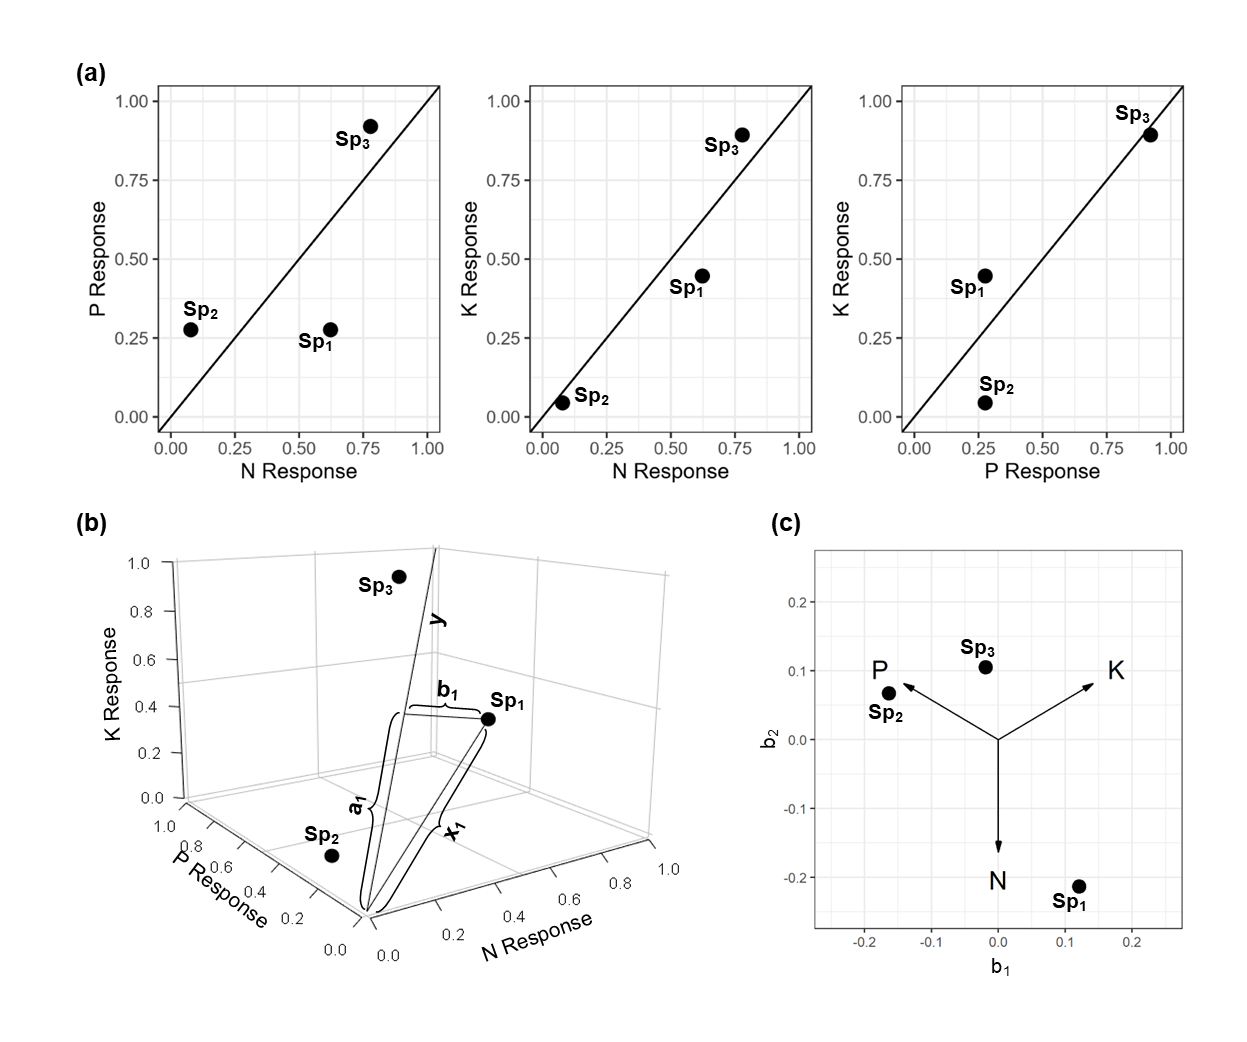 (a)
1.00
0.75
0.50
0.25
0.00
P Response
Sp3
Sp2
Sp1
0.00 0.25 0.50 0.75 1.00
N Response
1.00
0.75
0.50
0.25
0.00
K Response
Sp3
Sp1
Sp2
0.00 0.25 0.50 0.75 1.00
N Response
1.00
0.75
0.50
0.25
0.00
K Response
Sp3
Sp1
Sp2
0.00 0.25 0.50 0.75 1.00
P Response
(b)
1.0
0.8
0.6
0.4
0.2
0.0
K Response
Sp3
y
b1
Sp1
a1
x1
Sp2
1.0
0.8
0.6
0.4
0.2
0.0
P Response
0.0
0.2
0.4
0.6
0.8
1.0
N Response
(c)
0.2
0.1
0.0
-0.1
-0.2
b2
Sp3
P
K
Sp2
N
Sp1
-0.2 -0.1 0.0 0.1 0.2
b1